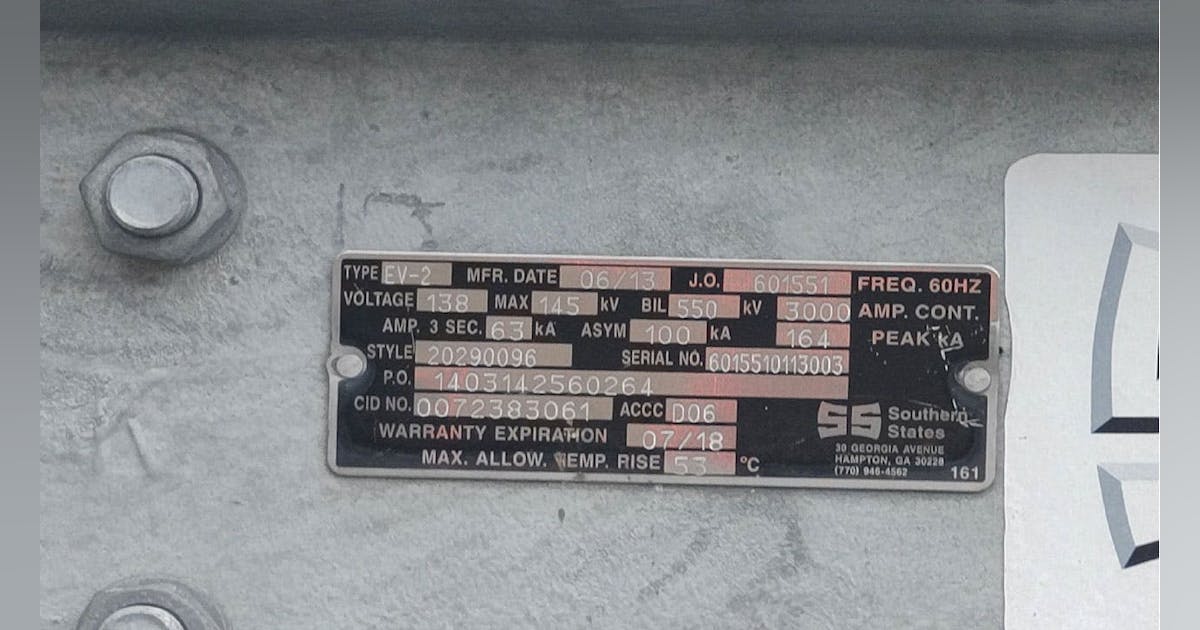 TYPE EV-2 MFR. DATE 06/13 J.O. 601551 FREQ. 60HZ
VOLTAGE 138 MAX 145 kV BIL 550 kV 3000 AMP. CONT.
AMP. 3 SEC. 63 kA ASYM 100 kA 164 PEAK kA
STYLE 20290096 SERIAL NO. 6015510113003
P.O. 1403142560264
CID NO. 0072383061 ACCC D06
WARRANTY EXPIRATION 07/18
MAX. ALLOW. TEMP. RISE 53 °C
SS Southern States
30 GEORGIA AVENUE
HAMPTON, GA 30228
(770) 946-4562
161